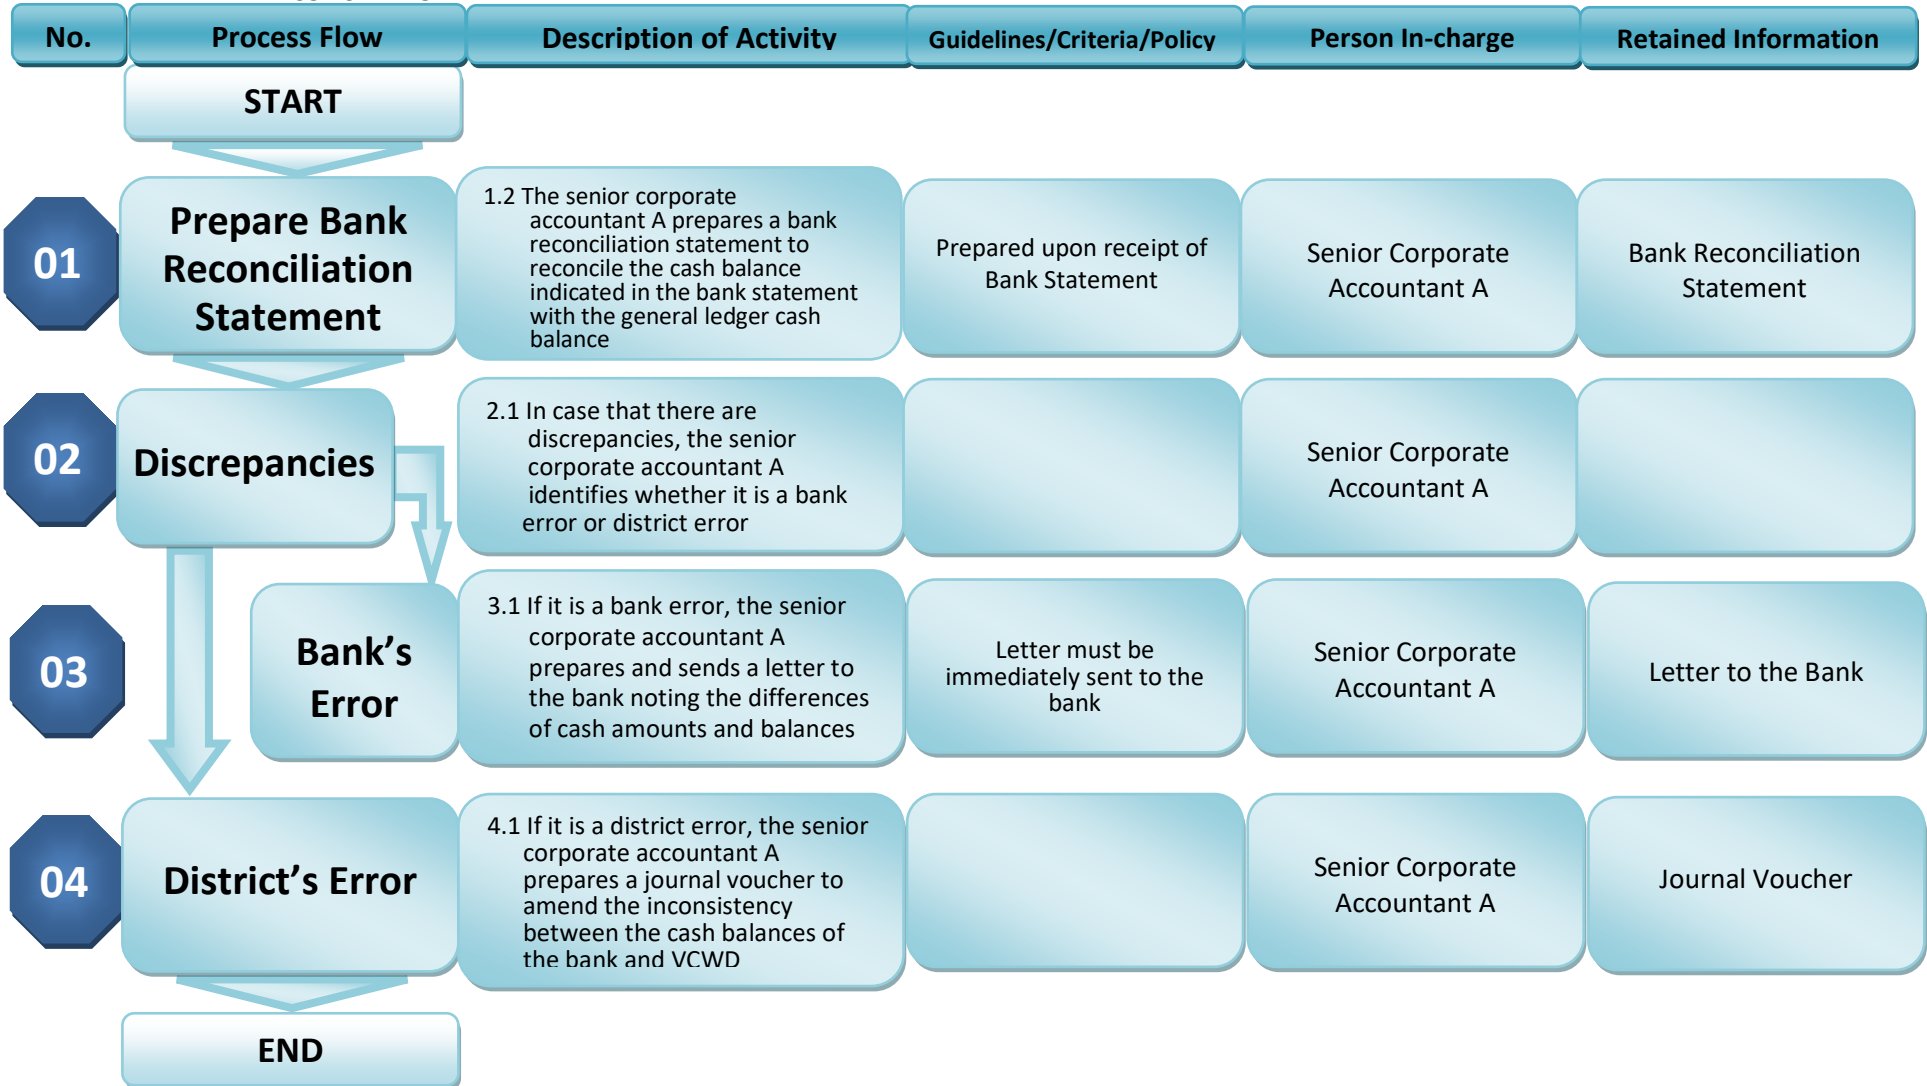 No.
Process Flow
Description of Activity
Guidelines/Criteria/Policy
Person In-charge
Retained Information
START
01
Prepare Bank
Reconciliation
Statement
1.2 The senior corporate
accountant A prepares a bank
reconciliation statement to
reconcile the cash balance
indicated in the bank statement
with the general ledger cash
balance
Prepared upon receipt of
Bank Statement
Senior Corporate
Accountant A
Bank Reconciliation
Statement
02
Discrepancies
2.1 In case that there are
discrepancies, the senior
corporate accountant A
identifies whether it is a bank
error or district error
Senior Corporate
Accountant A
03
Bank’s
Error
3.1 If it is a bank error, the senior
corporate accountant A
prepares and sends a letter to
the bank noting the differences
of cash amounts and balances
Letter must be
immediately sent to the
bank
Senior Corporate
Accountant A
Letter to the Bank
04
District’s Error
4.1 If it is a district error, the senior
corporate accountant A
prepares a journal voucher to
amend the inconsistency
between the cash balances of
the bank and VCWD
Senior Corporate
Accountant A
Journal Voucher
END